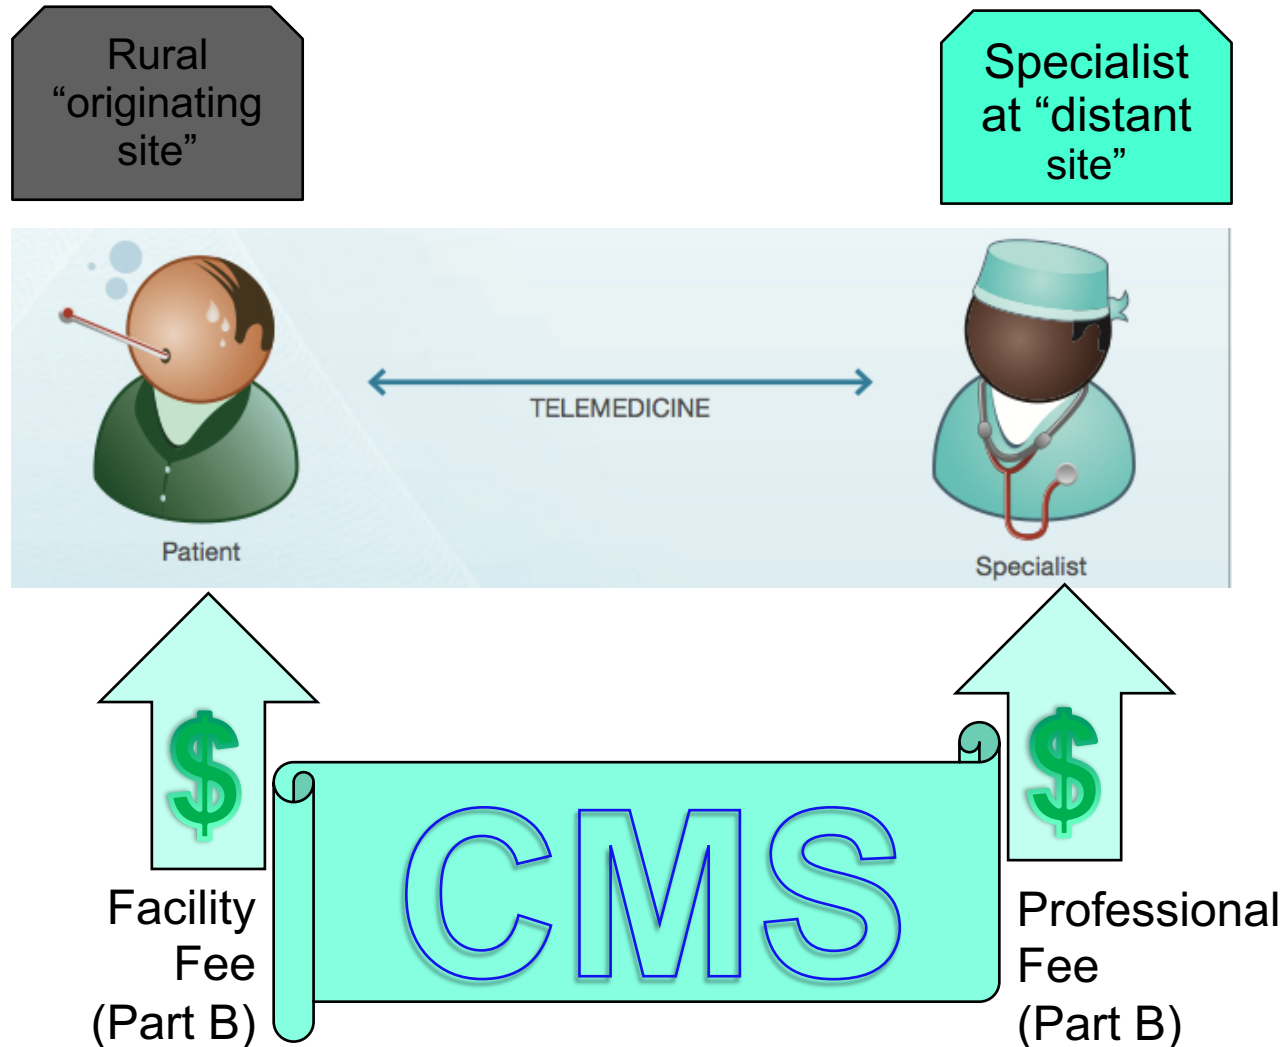 Rural
“originating
site”
Specialist
at “distant
site”
TELEMEDICINE
Patient
Specialist
$
$
CMS
Facility
Fee
(Part B)
Professional
Fee
(Part B)